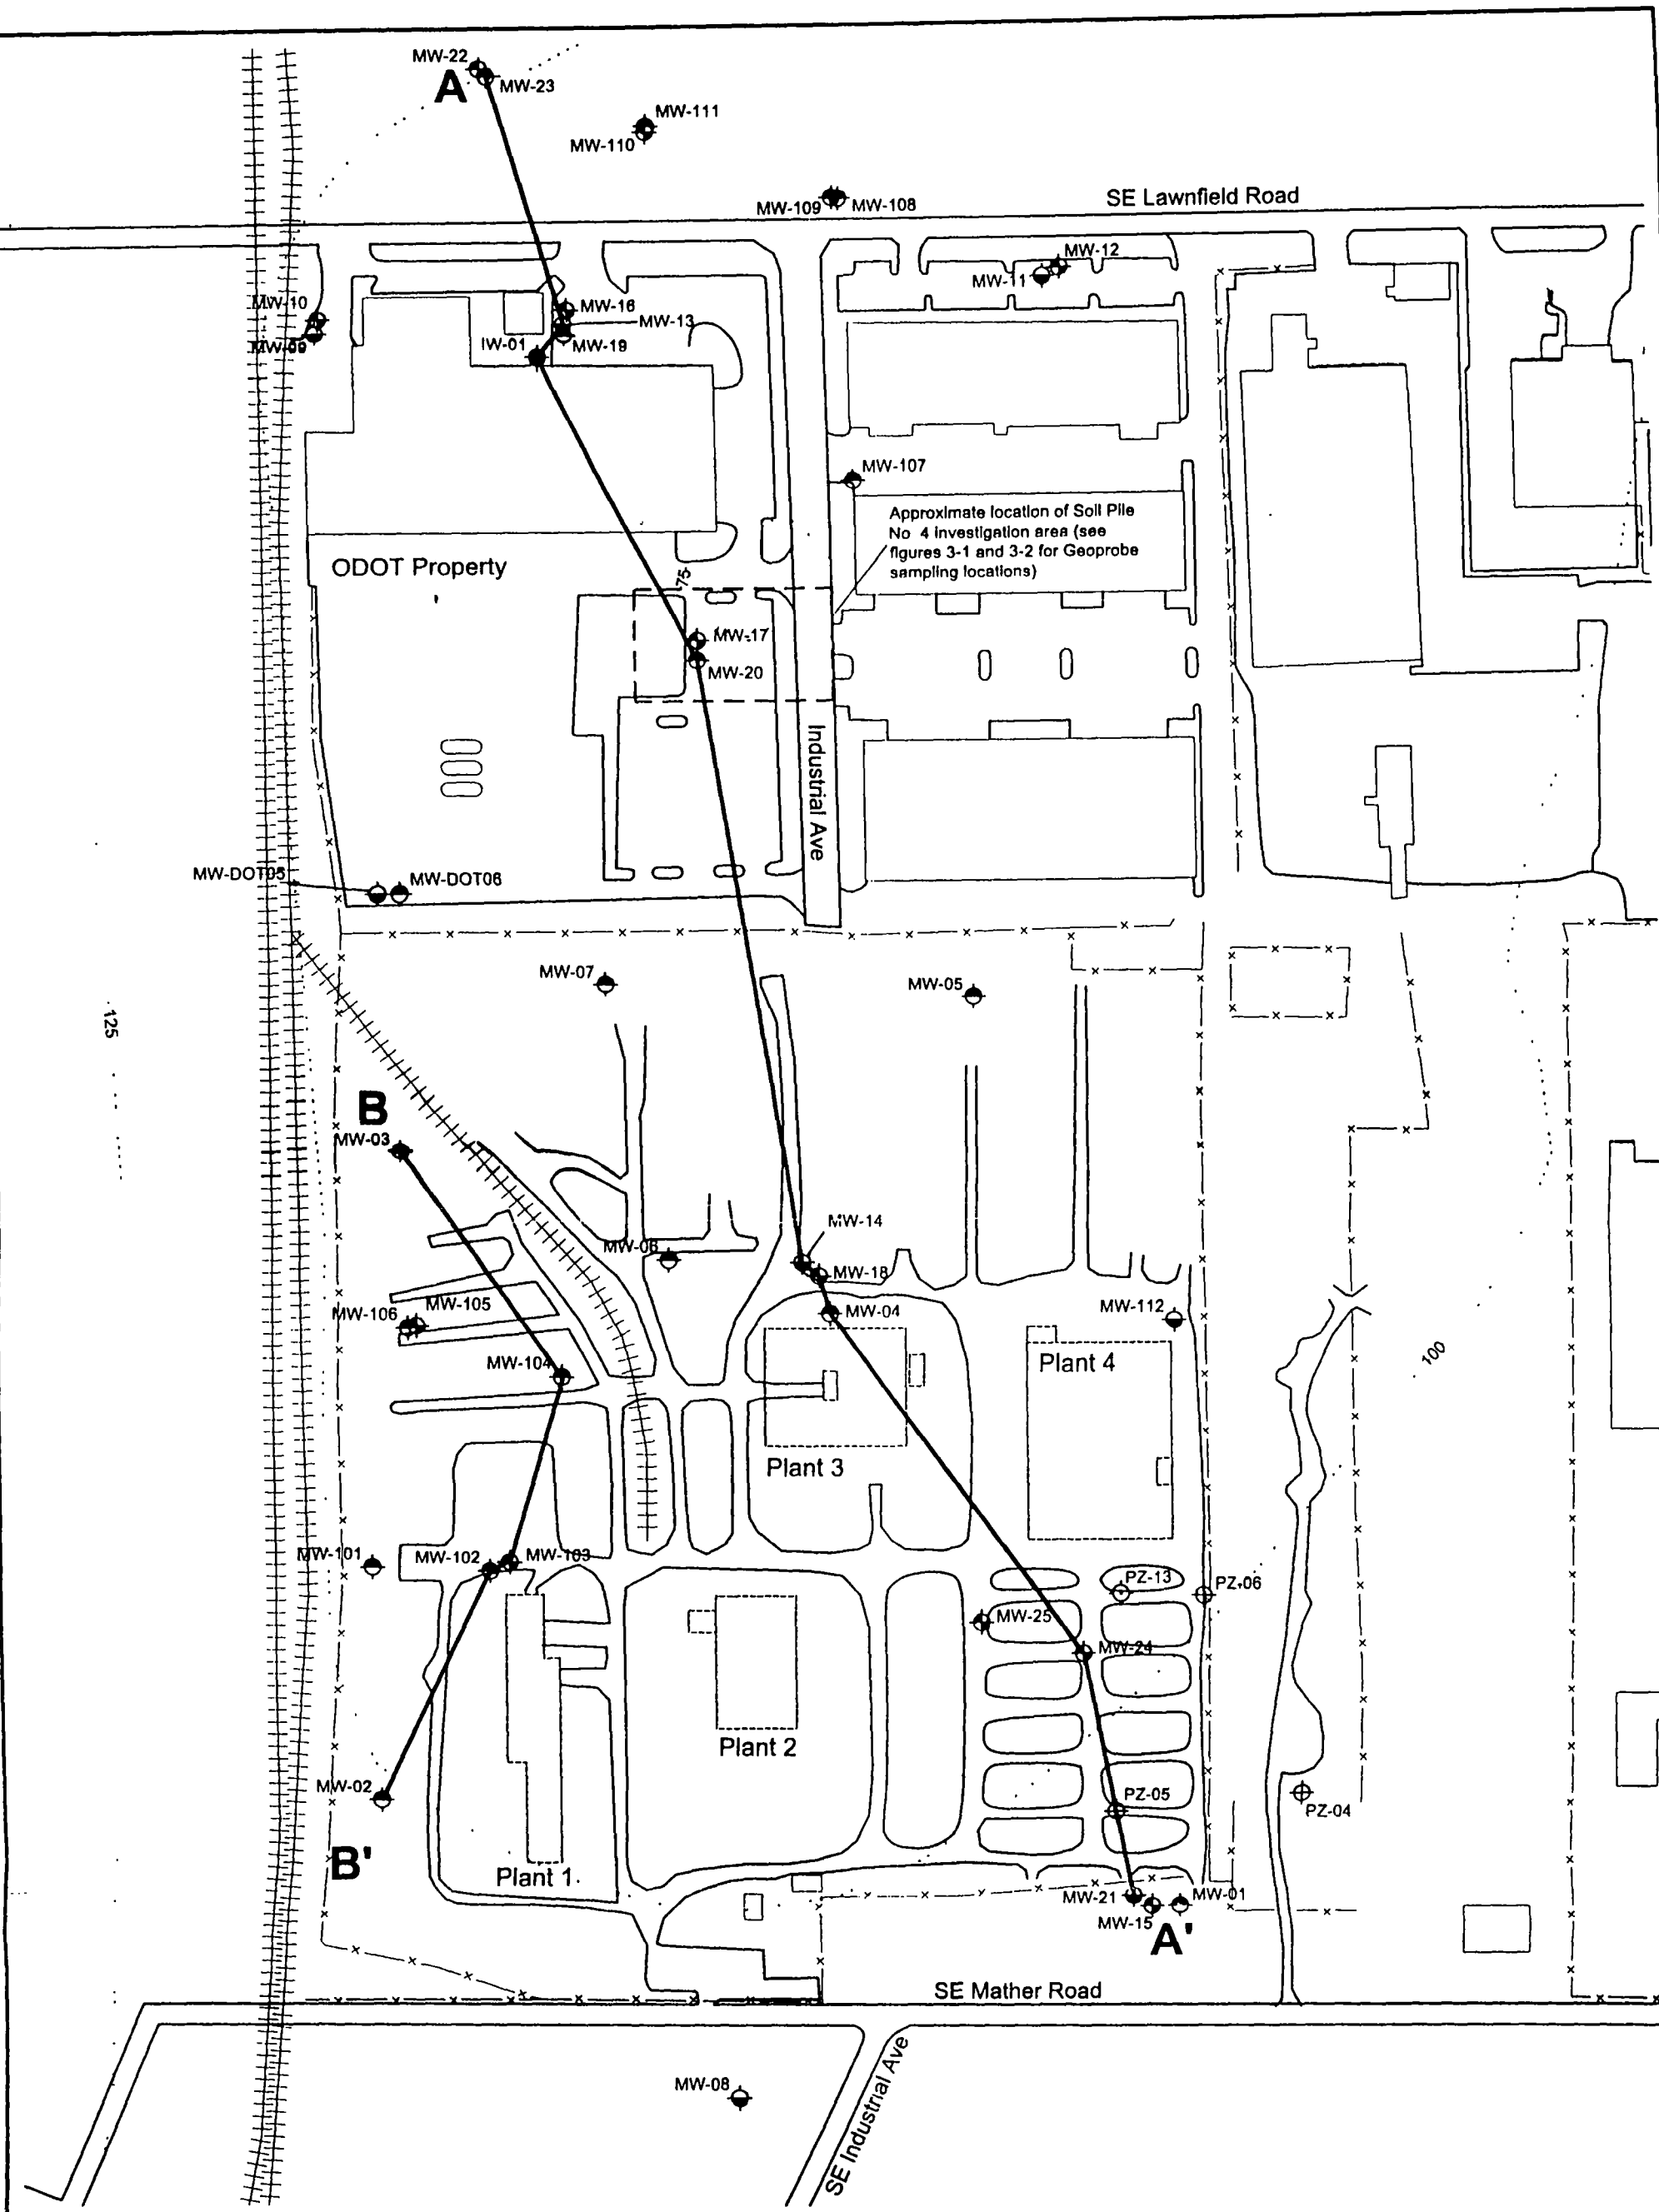 MW-22
A
MW-23
MW-111
MW-110
MW-109
MW-108
SE Lawnfield Road
MW-12
MW-11
MW-10
MW-09
MW-16
MW-13
MW-19
IW-01
MW-107
Approximate location of Soil Pile
No 4 investigation area (see
figures 3-1 and 3-2 for Geoprobe
sampling locations)
ODOT Property
75
MW-17
MW-20
Industrial Ave
MW-DOT05
MW-DOT06
MW-07
MW-05
125
B
MW-03
MW-14
MW-06
MW-18
MW-04
MW-105
MW-106
MW-112
MW-104
Plant 4
100
Plant 3
MW-101
MW-102
MW-103
PZ-13
PZ-06
MW-25
MW-24
Plant 2
MW-02
PZ-05
PZ-04
B'
Plant 1
MW-21
MW-01
MW-15
A'
SE Mather Road
MW-08
SE Industrial Ave